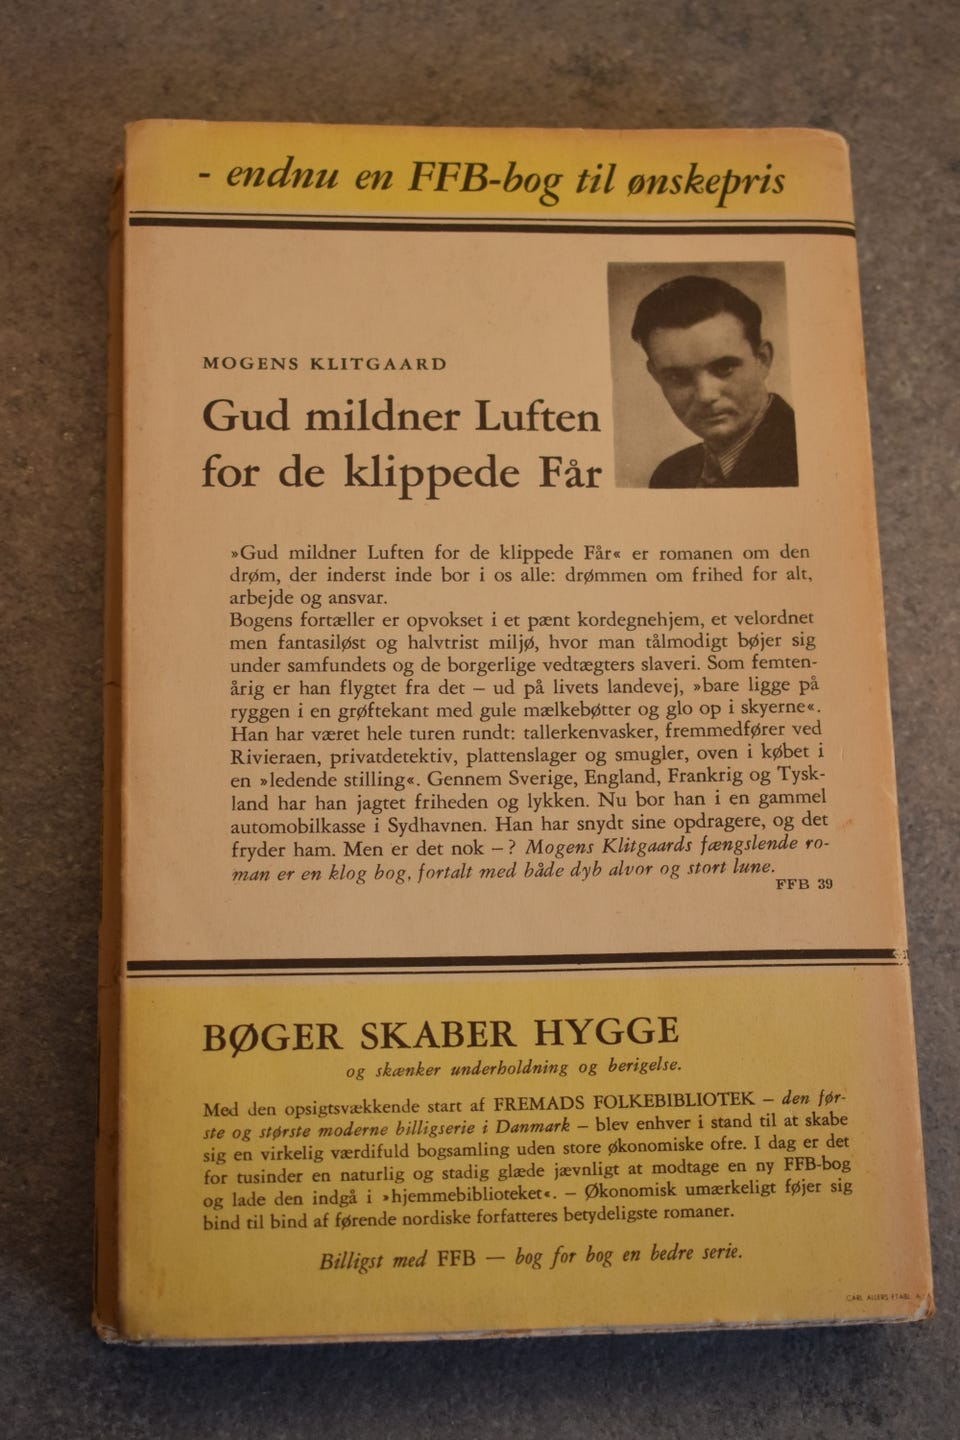 - endnu en FFB-bog til ønskepris
MOGENS KLITGAARD
Gud mildner Luften
for de klippede Får
»Gud mildner Luften for de klippede Får« er romanen om den
drøm, der inderst inde bor i os alle: drømmen om frihed for alt,
arbejde og ansvar.
Bogens fortæller er opvokset i et pænt kordegnehjem, et velordnet
men fantasiløst og halvtrist miljø, hvor man tålmodigt bøjer sig
under samfundets og de borgerlige vedtægters slaveri. Som femten-
årig er han flygtet fra det – ud på livets landevej, »bare ligge på
ryggen i en grøftekant med gule mælkebøtter og glo op i skyerne«.
Han har været hele turen rundt: tallerkenvasker, fremmedfører ved
Rivieraen, privatdetektiv, plattenslager og smugler, oven i købet i
en »ledende stilling«. Gennem Sverige, England, Frankrig og Tysk-
land har han jagtet friheden og lykken. Nu bor han i en gammel
automobilkasse i Sydhavnen. Han har snydt sine opdragere, og det
fryder ham. Men er det nok – ? Mogens Klitgaards fængslende ro-
man er en klog bog, fortalt med både dyb alvor og stort lune.
FFB 39
BØGER SKABER HYGGE
og skænker underholdning og berigelse.
Med den opsigtsvækkende start af FREMADS FOLKEBIBLIOTEK – den før-
ste og største moderne billigserie i Danmark – blev enhver i stand til at skabe
sig en virkelig værdifuld bogsamling uden store økonomiske ofre. I dag er det
for tusinder en naturlig og stadig glæde jævnligt at modtage en ny FFB-bog
og lade den indgå i »hjemmebiblioteket«. – Økonomisk umærkeligt føjer sig
bind til bind af førende nordiske forfatteres betydeligste romaner.
Billigst med FFB — bog for bog en bedre serie.
CARL ALLERS ETABL.